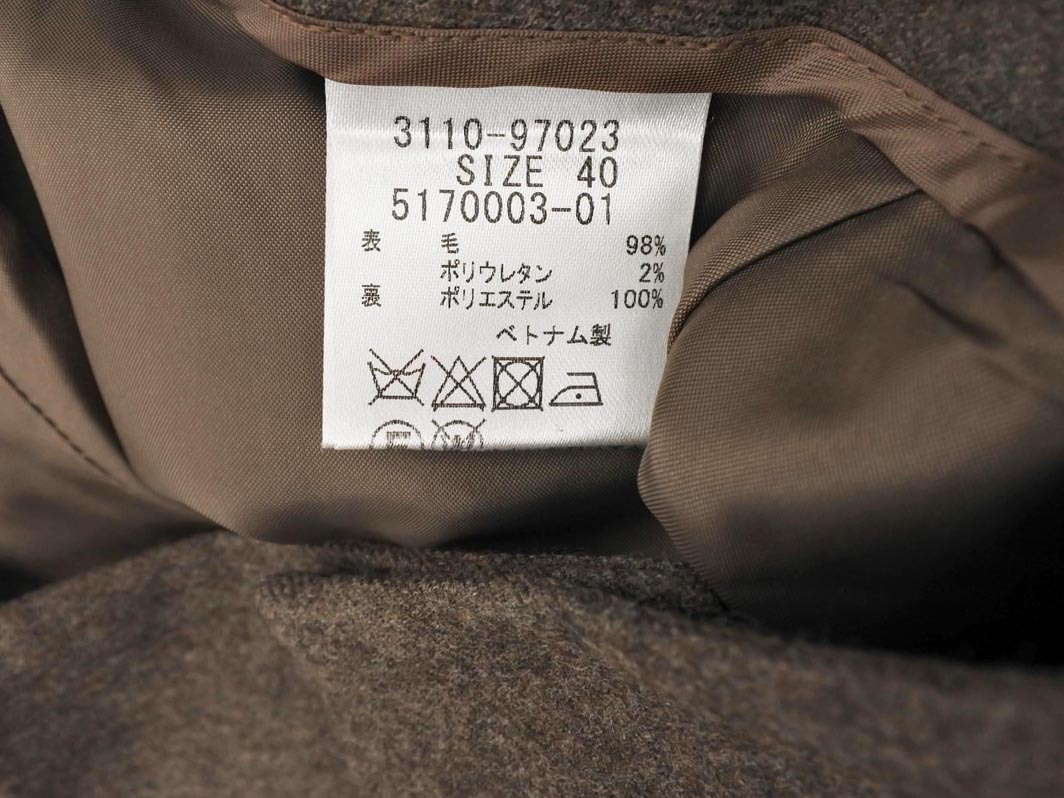 3110-97023
SIZE 40
5170003-01
表 毛 98%
ポリウレタン 2%
裏 ポリエステル 100%
ベトナム製